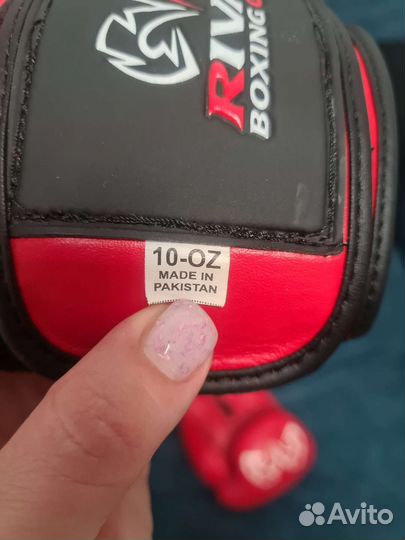 RIVA
BOXING
10-OZ
MADE IN
PAKISTAN
Avito